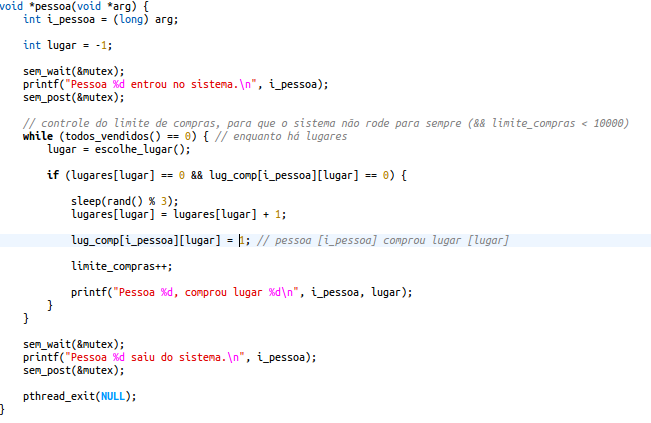 void *pessoa(void *arg) {
    int i_pessoa = (long) arg;

    int lugar = -1;

    sem_wait(&mutex);
    printf("Pessoa %d entrou no sistema.\n", i_pessoa);
    sem_post(&mutex);

    // controle do limite de compras, para que o sistema não rode para sempre (&& limite_compras < 10000)
    while (todos_vendidos() == 0) { // enquanto há lugares
        lugar = escolhe_lugar();

        if (lugares[lugar] == 0 && lug_comp[i_pessoa][lugar] == 0) {

            sleep(rand() % 3);
            lugares[lugar] = lugares[lugar] + 1;

            lug_comp[i_pessoa][lugar] = 1; // pessoa [i_pessoa] comprou lugar [lugar]

            limite_compras++;

            printf("Pessoa %d, comprou lugar %d\n", i_pessoa, lugar);
        }
    }

    sem_wait(&mutex);
    printf("Pessoa %d saiu do sistema.\n", i_pessoa);
    sem_post(&mutex);

    pthread_exit(NULL);
}